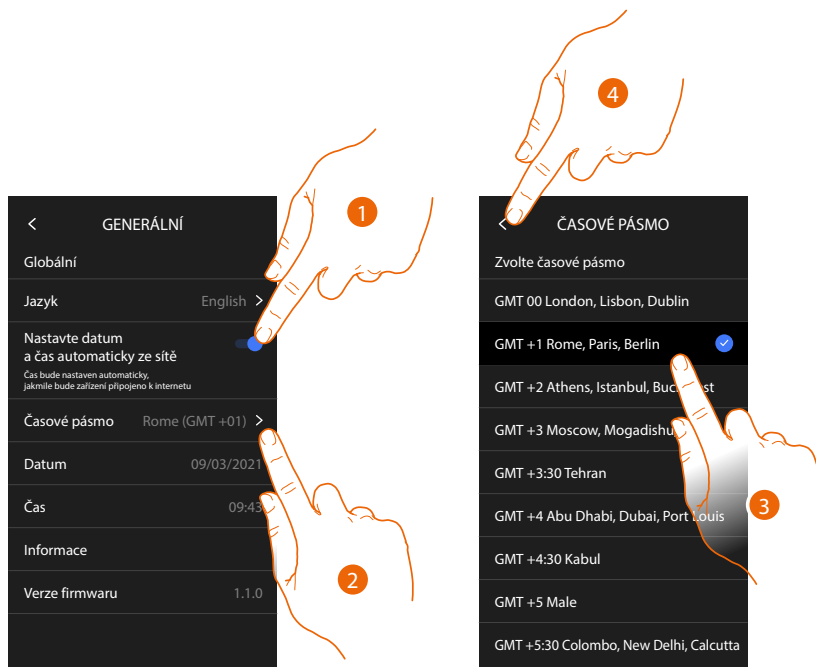 4
1
GENERÁLNÍ
Globální
Jazyk English
Nastavte datum
a čas automaticky ze sítě
Čas bude nastaven automaticky,
jakmile bude zařízení připojeno k internetu
Časové pásmo Rome (GMT +01)
Datum 09/03/2021
Čas 09:43
Informace
Verze firmwaru 1.1.0
2
ČASOVÉ PÁSMO
Zvolte časové pásmo
GMT 00 London, Lisbon, Dublin
GMT +1 Rome, Paris, Berlin
GMT +2 Athens, Istanbul,
GMT +3 Moscow, Mogadishu
GMT +3:30 Tehran
GMT +4 Abu Dhabi, Dubai, Port Louis
GMT +4:30 Kabul
GMT +5 Male
GMT +5:30 Colombo, New Delhi, Calcutta
3